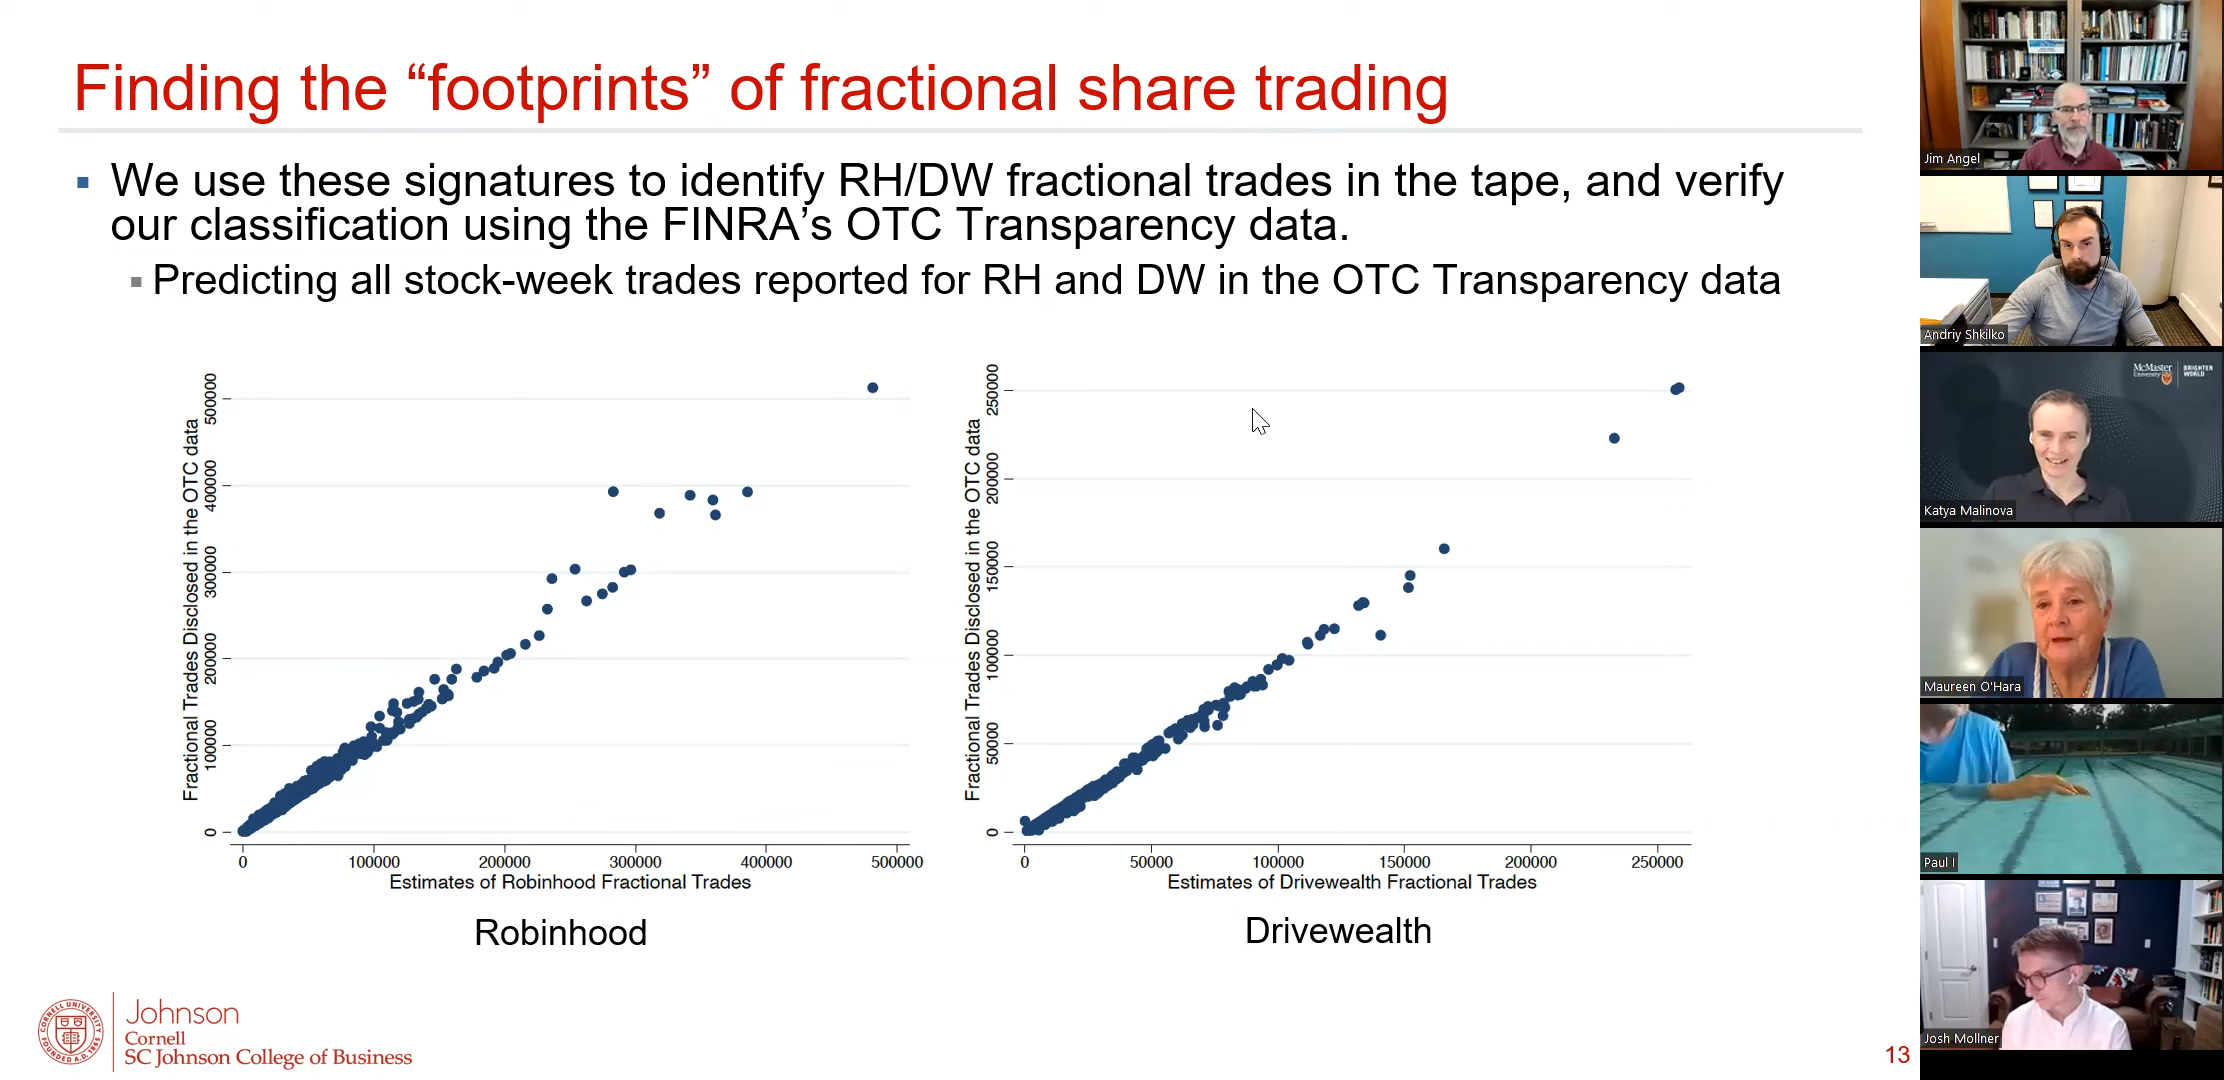 Finding the “footprints” of fractional share trading
We use these signatures to identify RH/DW fractional trades in the tape, and verify
our classification using the FINRA’s OTC Transparency data.
Predicting all stock-week trades reported for RH and DW in the OTC Transparency data
Fractional Trades Disclosed in the OTC data
500000
400000
300000
200000
100000
0
0 100000 200000 300000 400000 500000
Estimates of Robinhood Fractional Trades
Robinhood
Fractional Trades Disclosed in the OTC data
250000
200000
150000
100000
50000
0
0 50000 100000 150000 200000 250000
Estimates of Drivewealth Fractional Trades
Drivewealth
CORNELL UNIVERSITY
FOUNDED A.D. 1865
Johnson
Cornell
SC Johnson College of Business
13
Jim Angel
Andriy Shkilko
McMaster
University
BRIGHTER
WORLD
Katya Malinova
Maureen O'Hara
Paul I
Josh Mollner